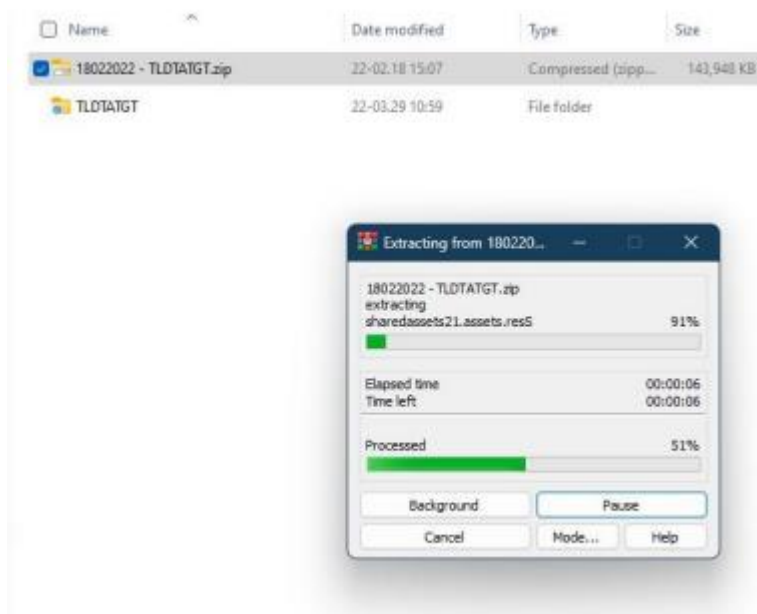 Name Date modified Type Size
18022022 - TLDTATGT.zip 22-02.18 15:07 Compressed (zipp... 143,948 KB
TLDTATGT 22-03.29 10:59 File folder
Extracting from 180220...
18022022 - TLDTATGT.zip
extracting
sharedassets21.assets.resS 91%
Elapsed time 00:00:06
Time left 00:00:06
Processed 51%
Background Pause
Cancel Mode... Help